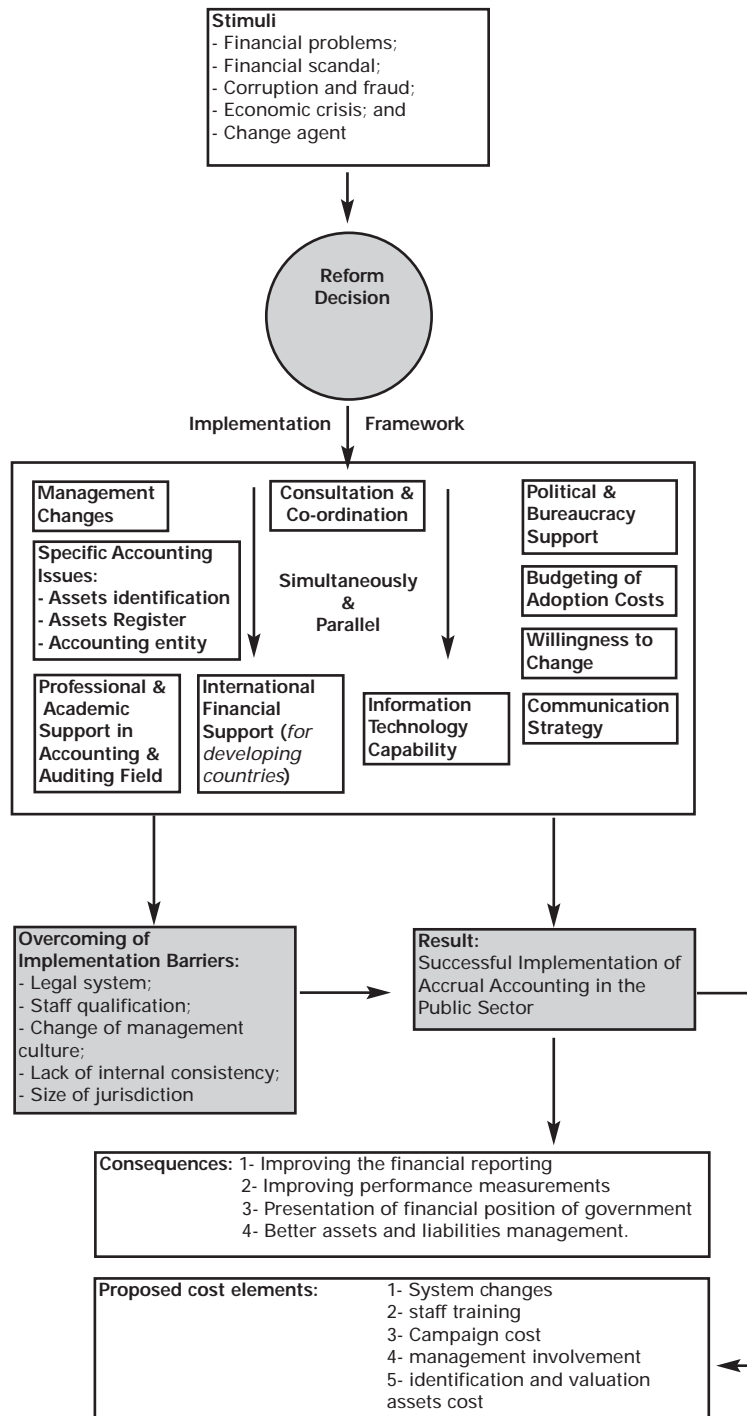 Stimuli
- Financial problems;
- Financial scandal;
- Corruption and fraud;
- Economic crisis; and
- Change agent
Reform
Decision
Implementation Framework
Management
Changes
Consultation &
Co-ordination
Political &
Bureaucracy
Support
Specific Accounting
Issues:
- Assets identification
- Assets Register
- Accounting entity
Simultaneously
&
Parallel
Budgeting of
Adoption Costs
Willingness to
Change
Professional &
Academic
Support in
Accounting &
Auditing Field
International
Financial
Support (for
developing
countries)
Information
Technology
Capability
Communication
Strategy
Overcoming of
Implementation Barriers:
- Legal system;
- Staff qualification;
- Change of management
culture;
- Lack of internal consistency;
- Size of jurisdiction
Result:
Successful Implementation of
Accrual Accounting in the
Public Sector
Consequences: 1- Improving the financial reporting
2- Improving performance measurements
3- Presentation of financial position of government
4- Better assets and liabilities management.
Proposed cost elements: 1- System changes
2- staff training
3- Campaign cost
4- management involvement
5- identification and valuation
assets cost